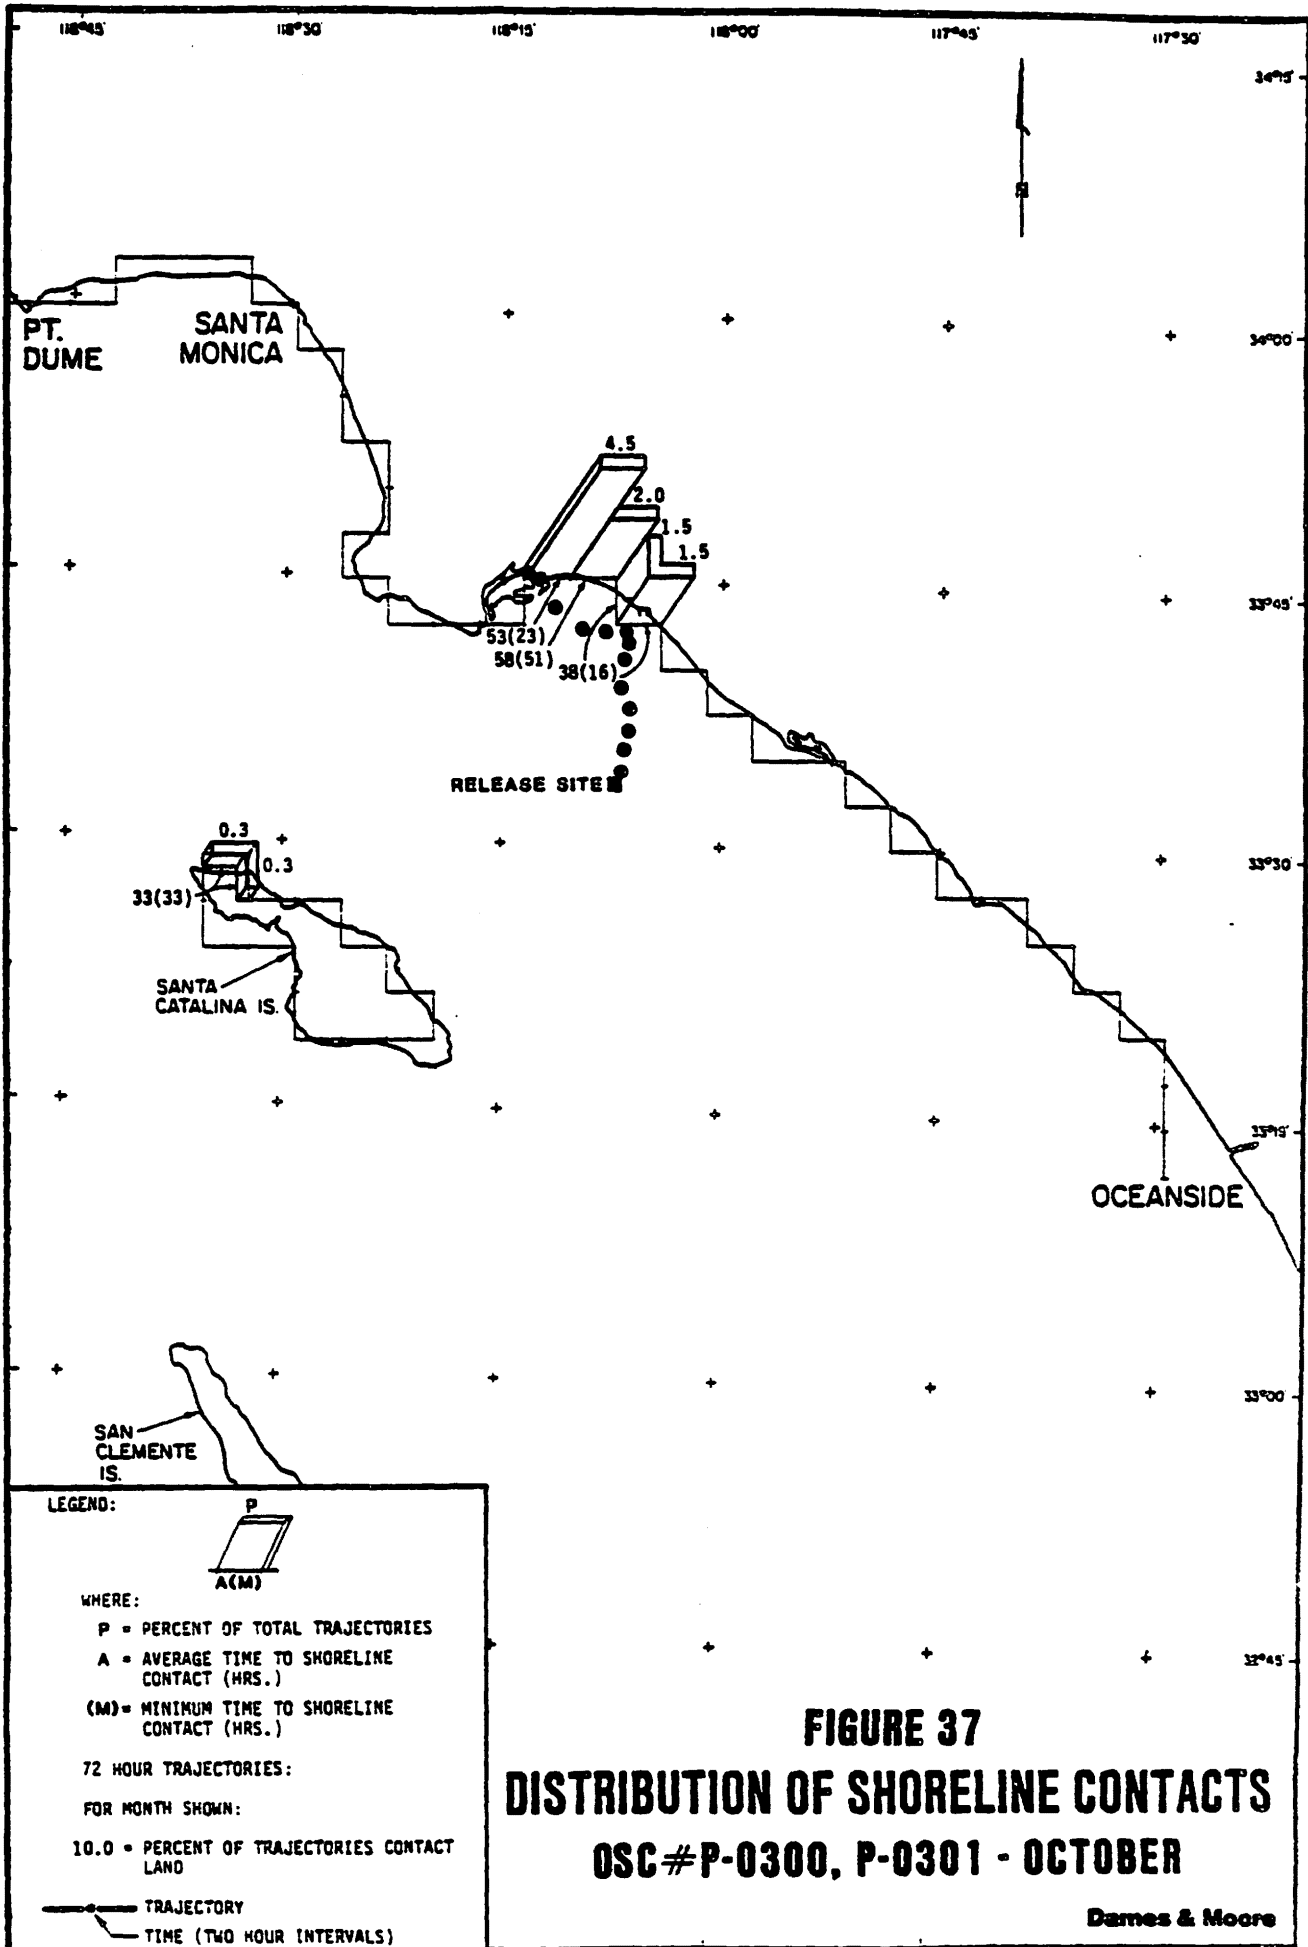 118°45' 118°30' 118°15' 118°00' 117°45' 117°30'
34°15'
N
PT.
DUME
SANTA
MONICA
34°00'
4.5
2.0
1.5
1.5
33°45'
53(23)
58(51)
38(16)
RELEASE SITE
0.3
0.3
33(33)
33°30'
SANTA
CATALINA IS.
33°15'
OCEANSIDE
33°00'
SAN
CLEMENTE
IS.
LEGEND:
P
A(M)
WHERE:
P = PERCENT OF TOTAL TRAJECTORIES
A = AVERAGE TIME TO SHORELINE
CONTACT (HRS.)
(M)= MINIMUM TIME TO SHORELINE
CONTACT (HRS.)
72 HOUR TRAJECTORIES:
FOR MONTH SHOWN:
10.0 = PERCENT OF TRAJECTORIES CONTACT
LAND
TRAJECTORY
TIME (TWO HOUR INTERVALS)
32°45'
FIGURE 37
DISTRIBUTION OF SHORELINE CONTACTS
OSC#P-0300, P-0301 - OCTOBER
Dames & Moore